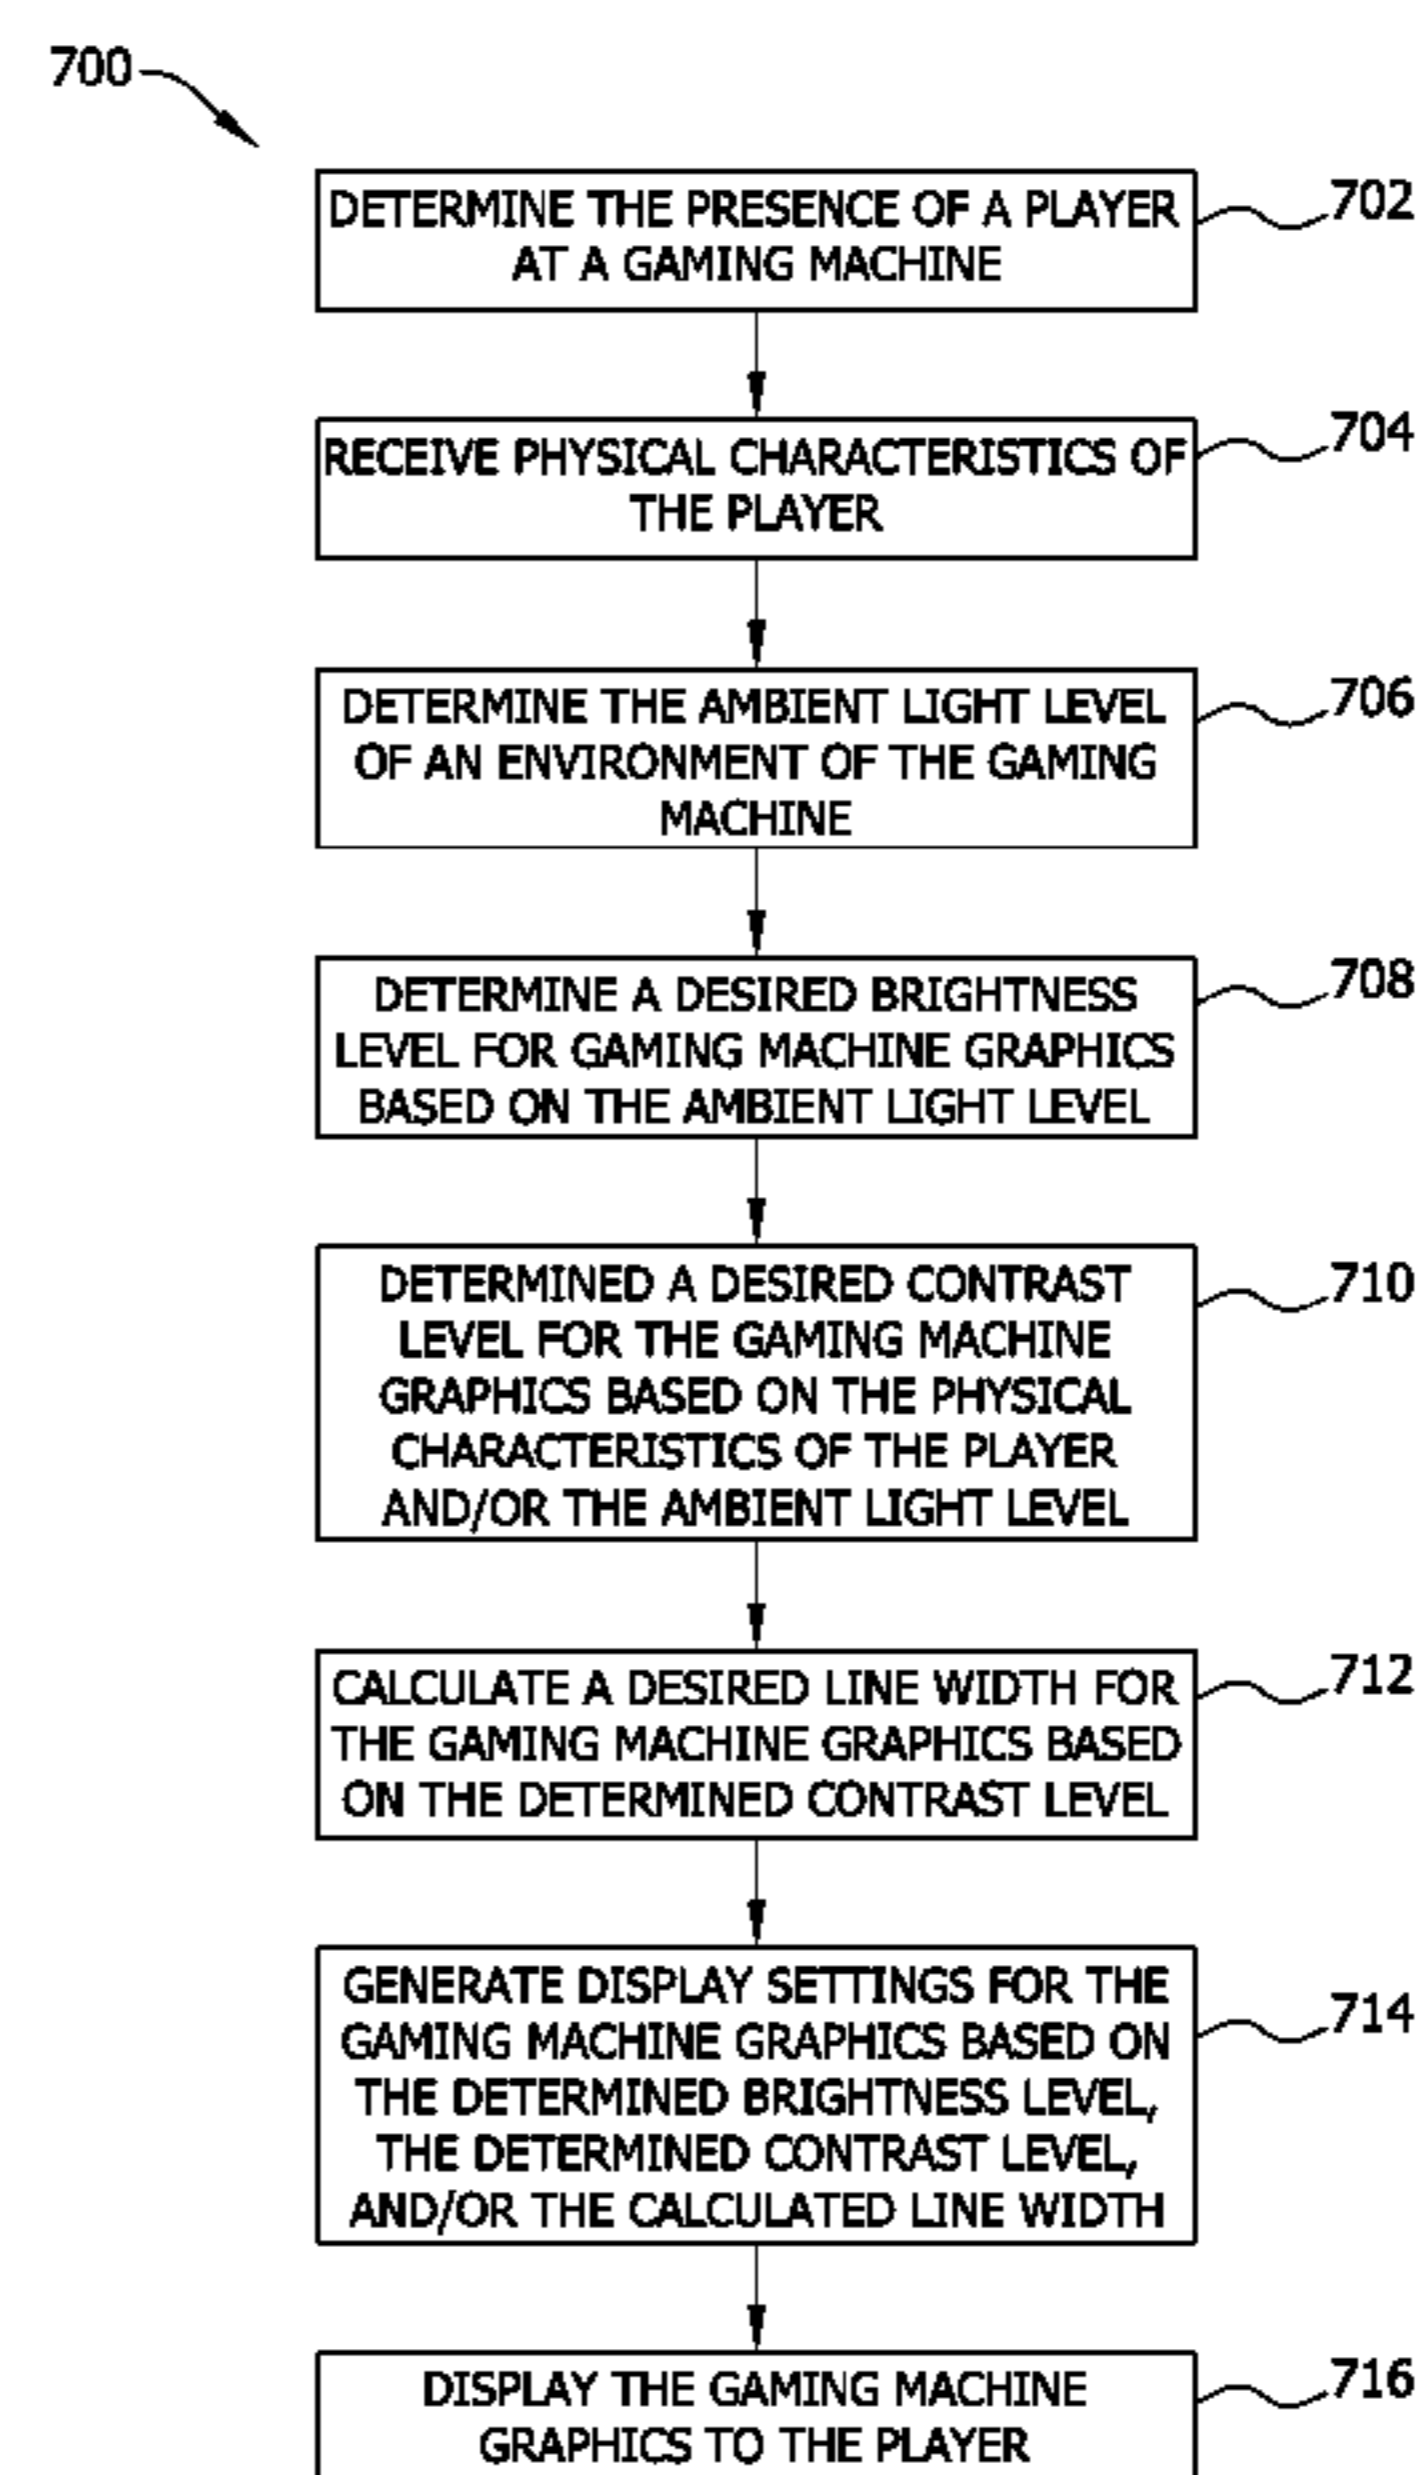 700
DETERMINE THE PRESENCE OF A PLAYER
AT A GAMING MACHINE
702
RECEIVE PHYSICAL CHARACTERISTICS OF
THE PLAYER
704
DETERMINE THE AMBIENT LIGHT LEVEL
OF AN ENVIRONMENT OF THE GAMING
MACHINE
706
DETERMINE A DESIRED BRIGHTNESS
LEVEL FOR GAMING MACHINE GRAPHICS
BASED ON THE AMBIENT LIGHT LEVEL
708
DETERMINED A DESIRED CONTRAST
LEVEL FOR THE GAMING MACHINE
GRAPHICS BASED ON THE PHYSICAL
CHARACTERISTICS OF THE PLAYER
AND/OR THE AMBIENT LIGHT LEVEL
710
CALCULATE A DESIRED LINE WIDTH FOR
THE GAMING MACHINE GRAPHICS BASED
ON THE DETERMINED CONTRAST LEVEL
712
GENERATE DISPLAY SETTINGS FOR THE
GAMING MACHINE GRAPHICS BASED ON
THE DETERMINED BRIGHTNESS LEVEL,
THE DETERMINED CONTRAST LEVEL,
AND/OR THE CALCULATED LINE WIDTH
714
DISPLAY THE GAMING MACHINE
GRAPHICS TO THE PLAYER
716